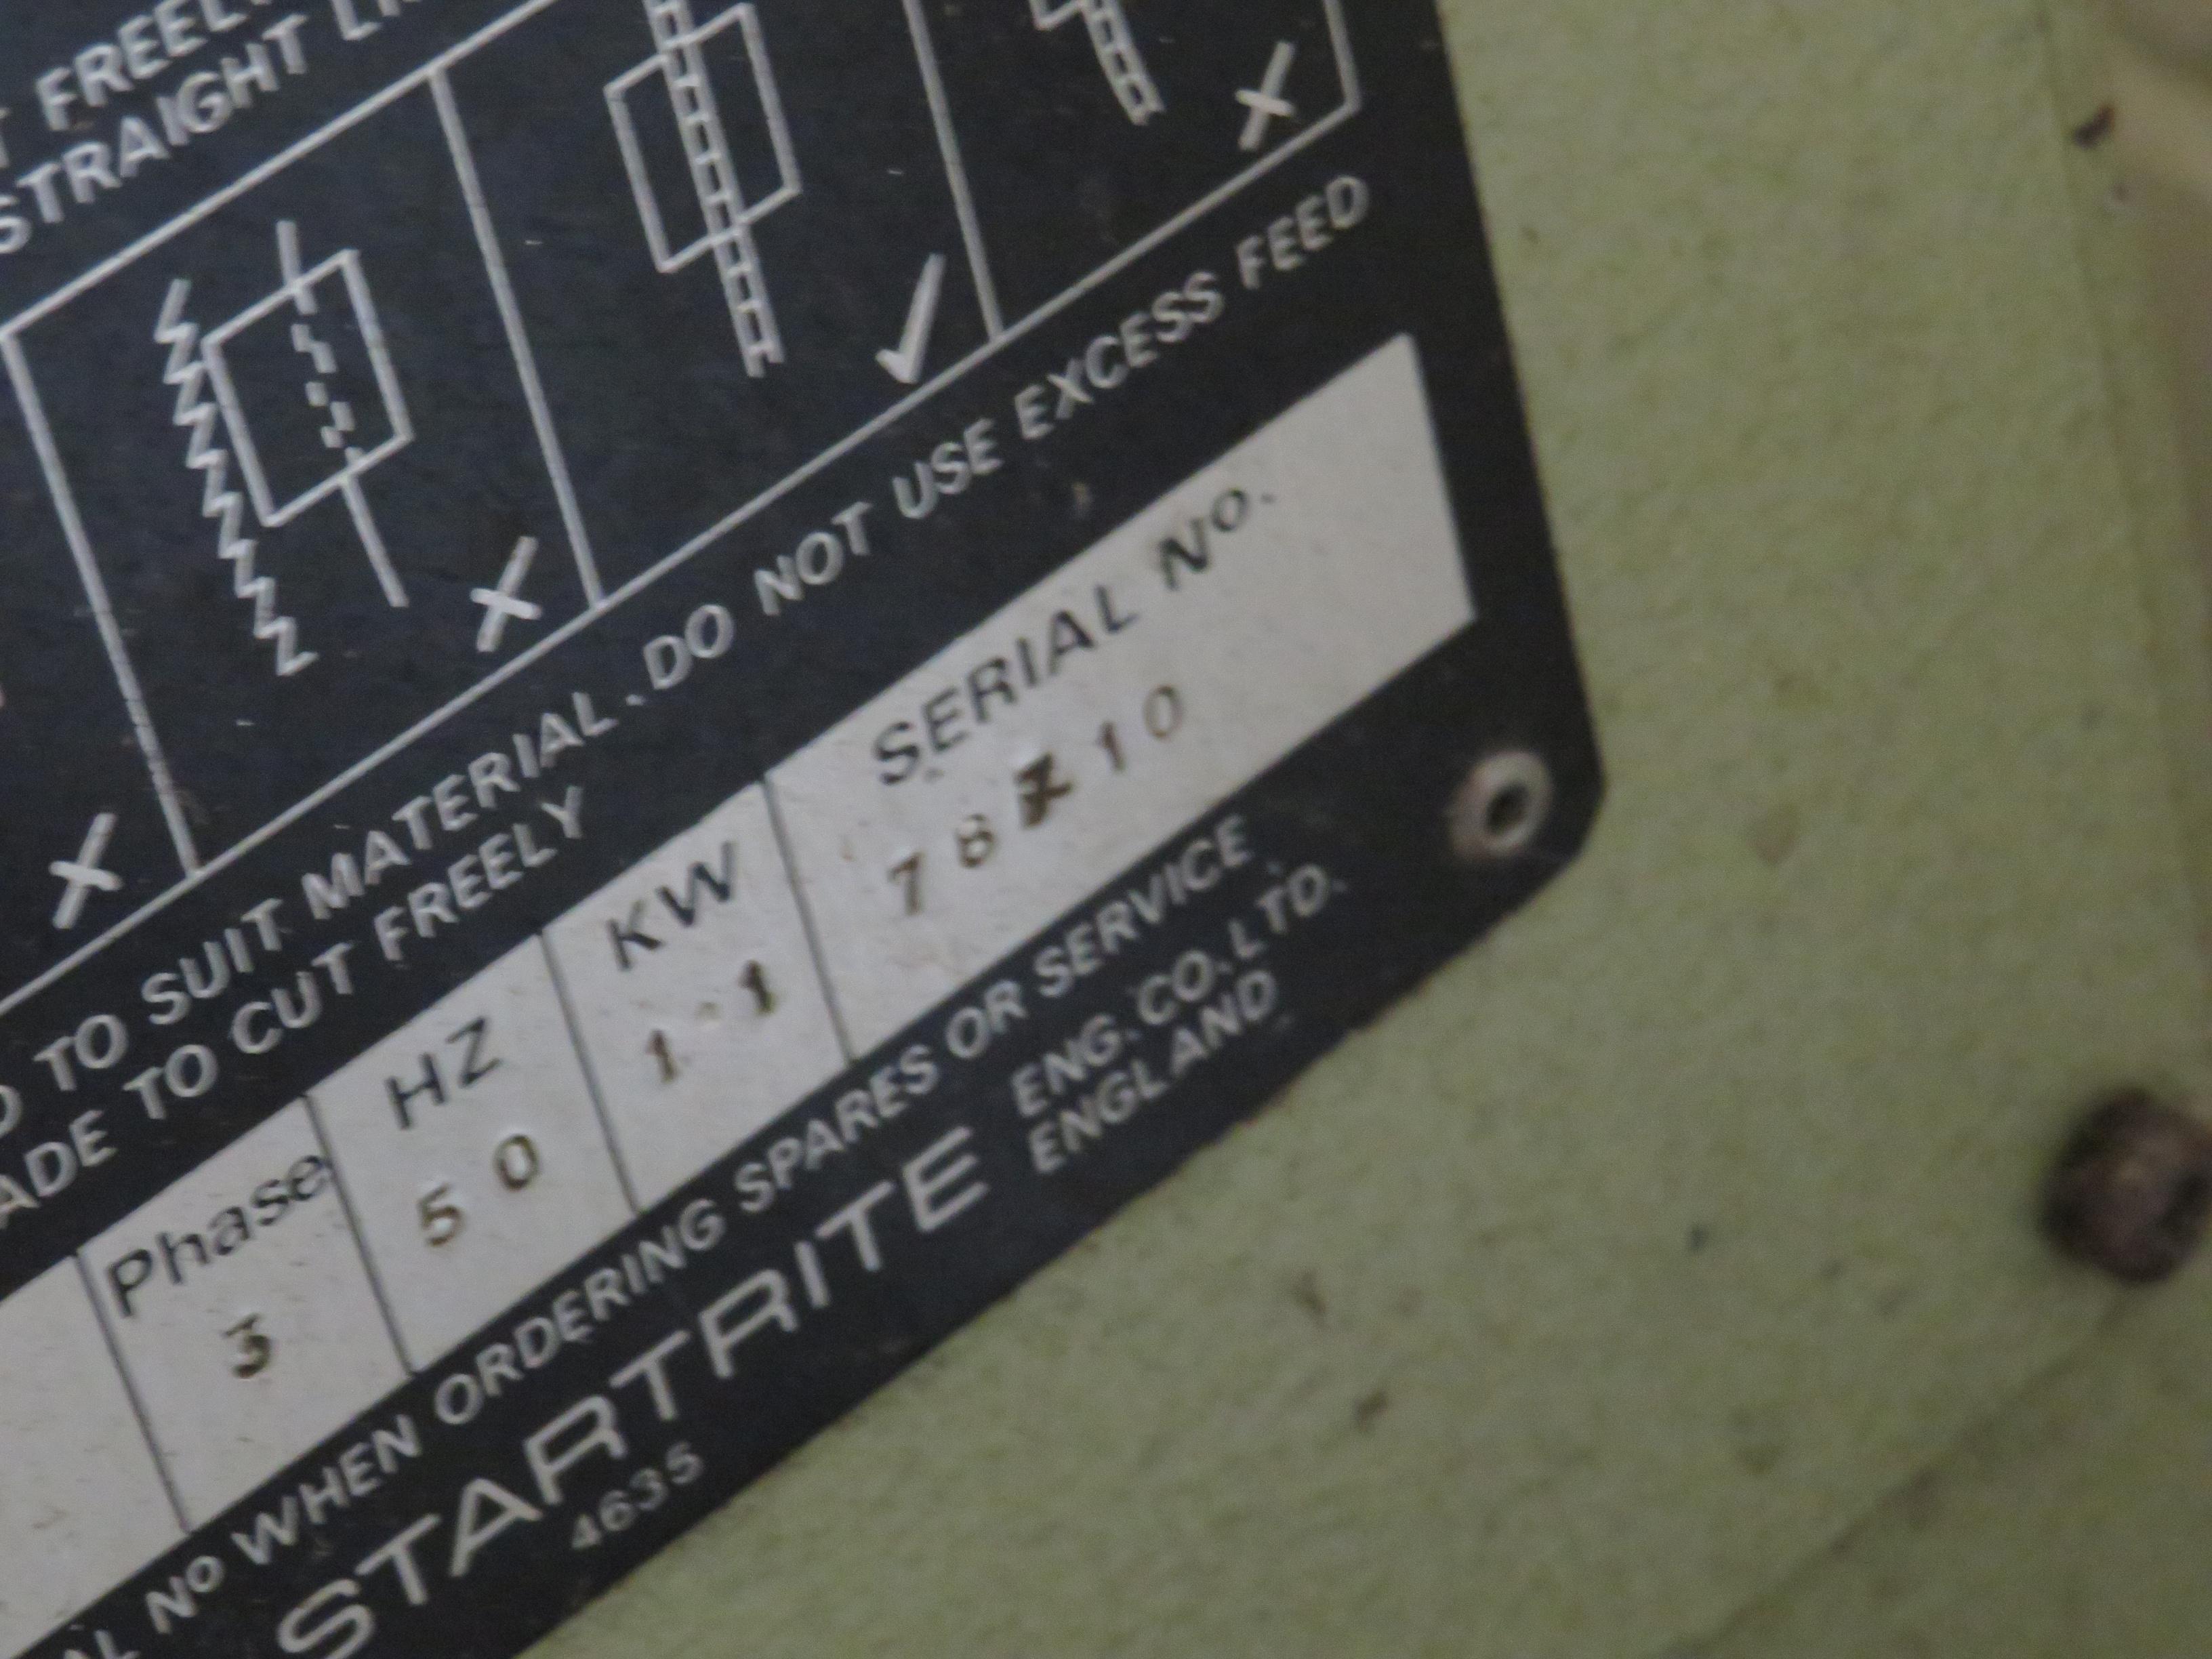 FREELY
STRAIGHT
TO SUIT MATERIAL. DO NOT USE EXCESS FEED
TO CUT FREELY
Phase HZ KW SERIAL No.
3 50 1.1
No WHEN ORDERING SPARES OR SERVICE
STARTRITE ENG. CO. LTD.
ENGLAND
4635